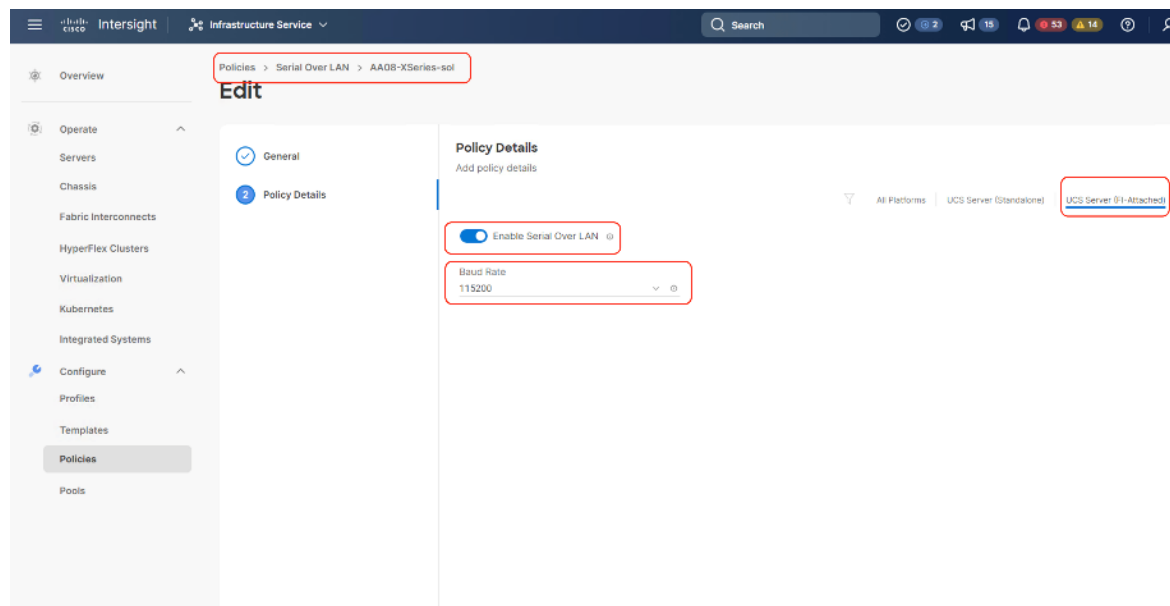 cisco Intersight Infrastructure Service Search 2 15 53 14
Policies > Serial Over LAN > AA08-XSeries-sol
Edit
Overview
Operate
Servers
Chassis
Fabric Interconnects
HyperFlex Clusters
Virtualization
Kubernetes
Integrated Systems
Configure
Profiles
Templates
Policies
Pools
General
2 Policy Details
Policy Details
Add policy details
All Platforms UCS Server (Standalone) UCS Server (FI-Attached)
Enable Serial Over LAN
Baud Rate
115200